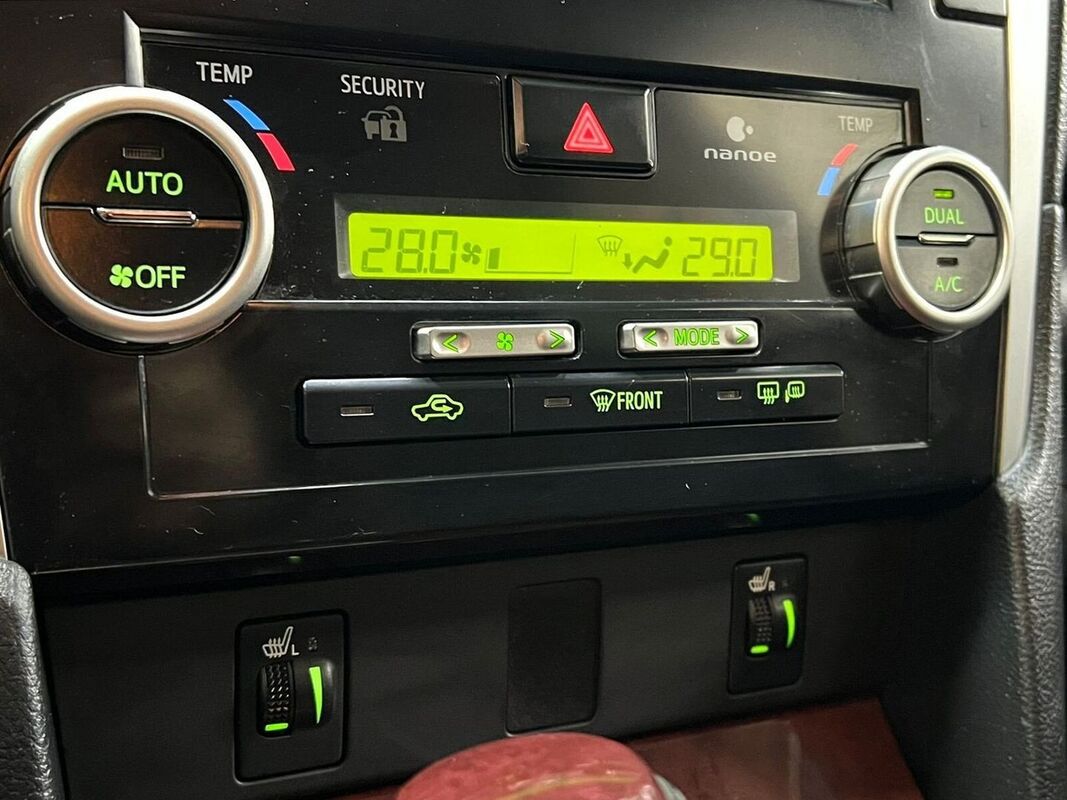 TEMP
SECURITY
nanoe
TEMP
AUTO
OFF
28.0
29.0
DUAL
A/C
< >
< MODE >
FRONT
L
R